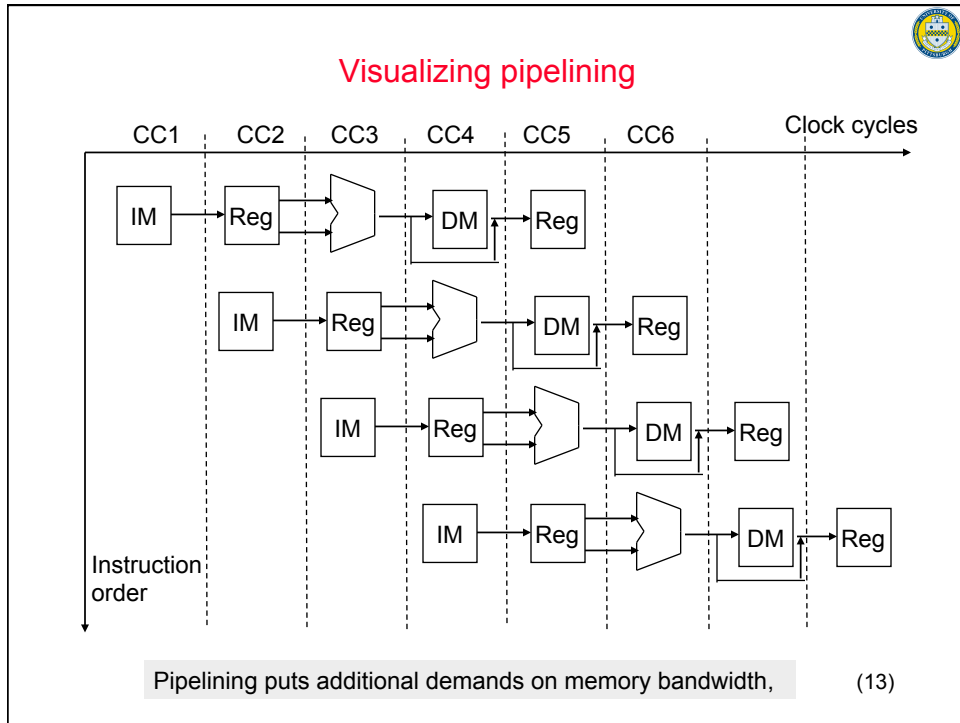 Visualizing pipelining
CC1 CC2 CC3 CC4 CC5 CC6 Clock cycles
IM Reg DM Reg
IM Reg DM Reg
IM Reg DM Reg
IM Reg DM Reg
Instruction
order
Pipelining puts additional demands on memory bandwidth,
(13)